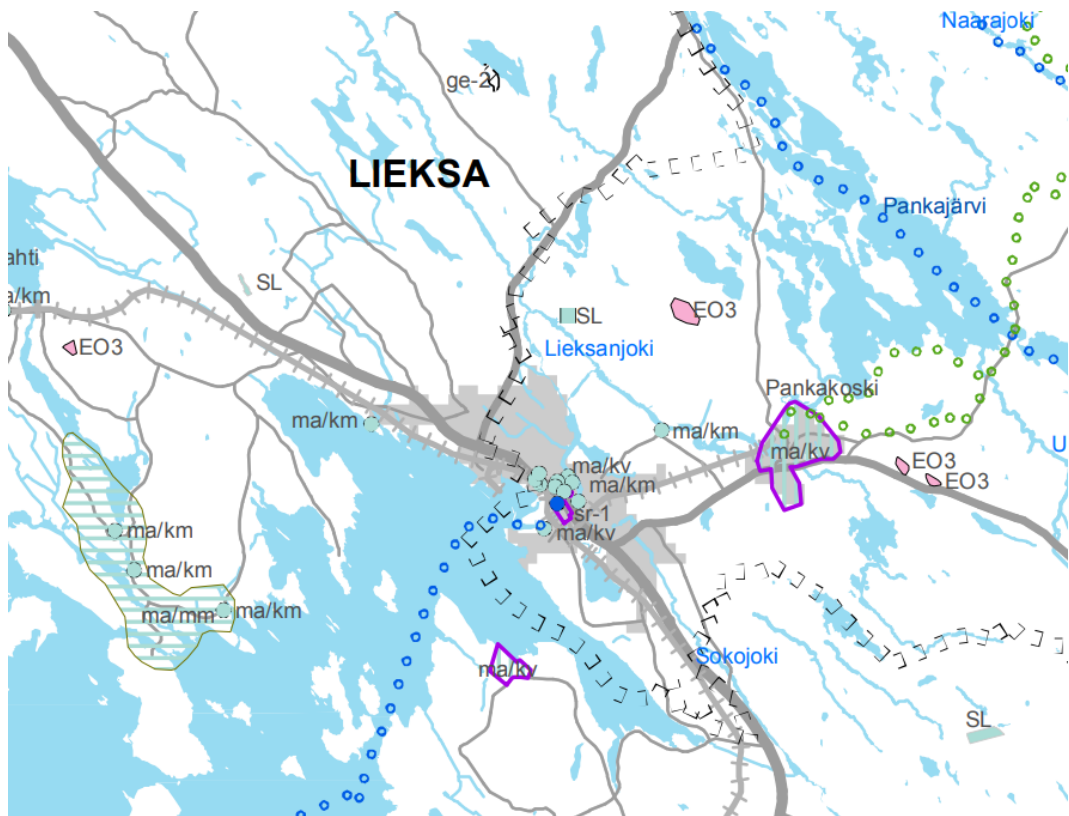 Naarajoki
ge-2
LIEKSA
Pankajärvi
ahti
a/km
SL
SL
EO3
EO3
Lieksanjoki
Pankakoski
ma/km
ma/km
ma/kv
U
ma/kv
ma/km
EO3
EO3
sr-1
ma/kv
ma/km
ma/km
ma/mm
ma/km
Sokojoki
ma/kv
SL